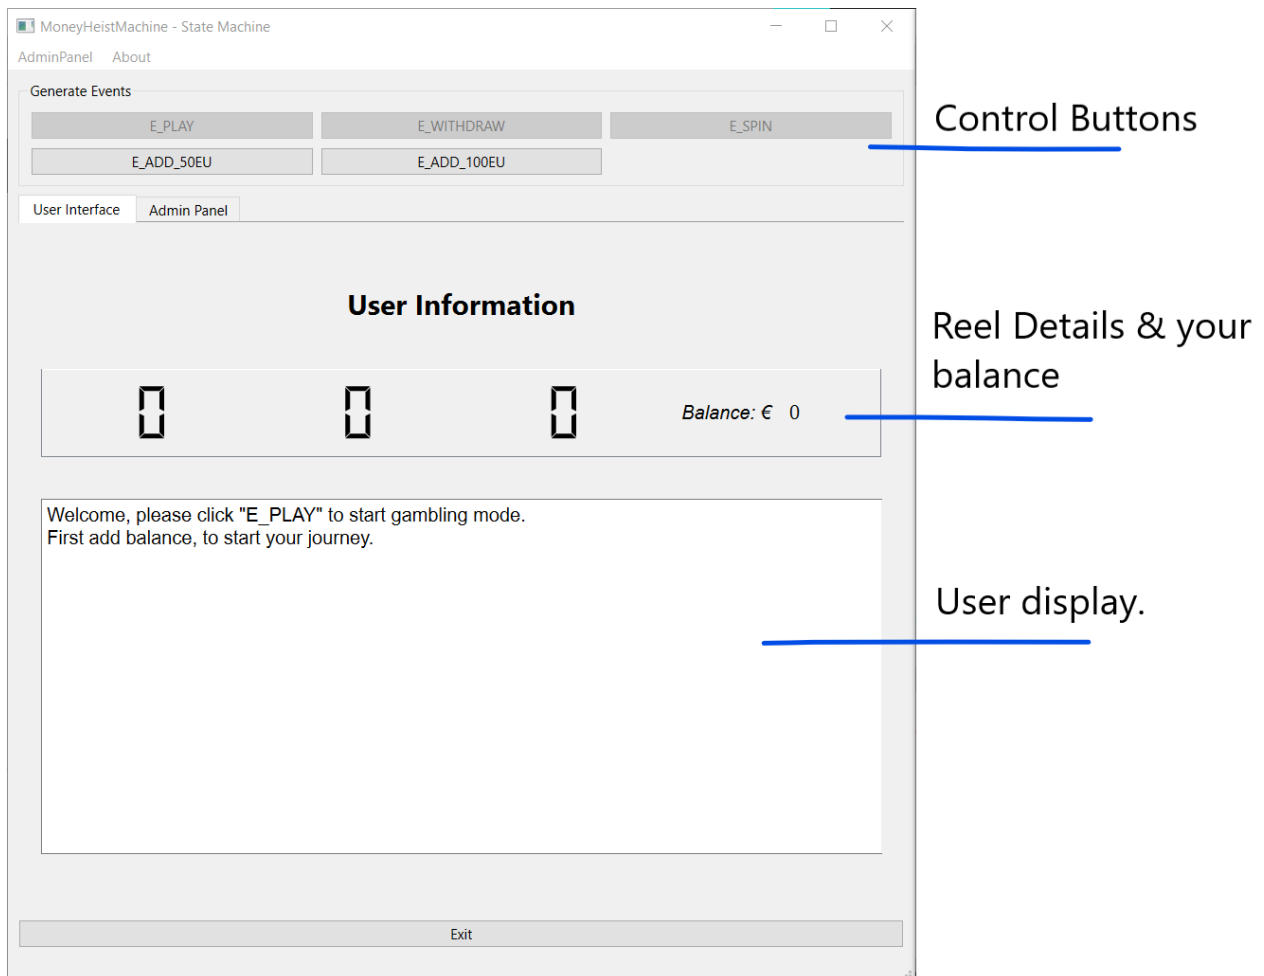 MoneyHeistMachine - State Machine
AdminPanel About
Generate Events
E_PLAY E_WITHDRAW E_SPIN
E_ADD_50EU E_ADD_100EU
Control Buttons
User Interface Admin Panel
User Information
Reel Details & your
balance
0 0 0 Balance: € 0
Welcome, please click "E_PLAY" to start gambling mode.
First add balance, to start your journey.
User display.
Exit